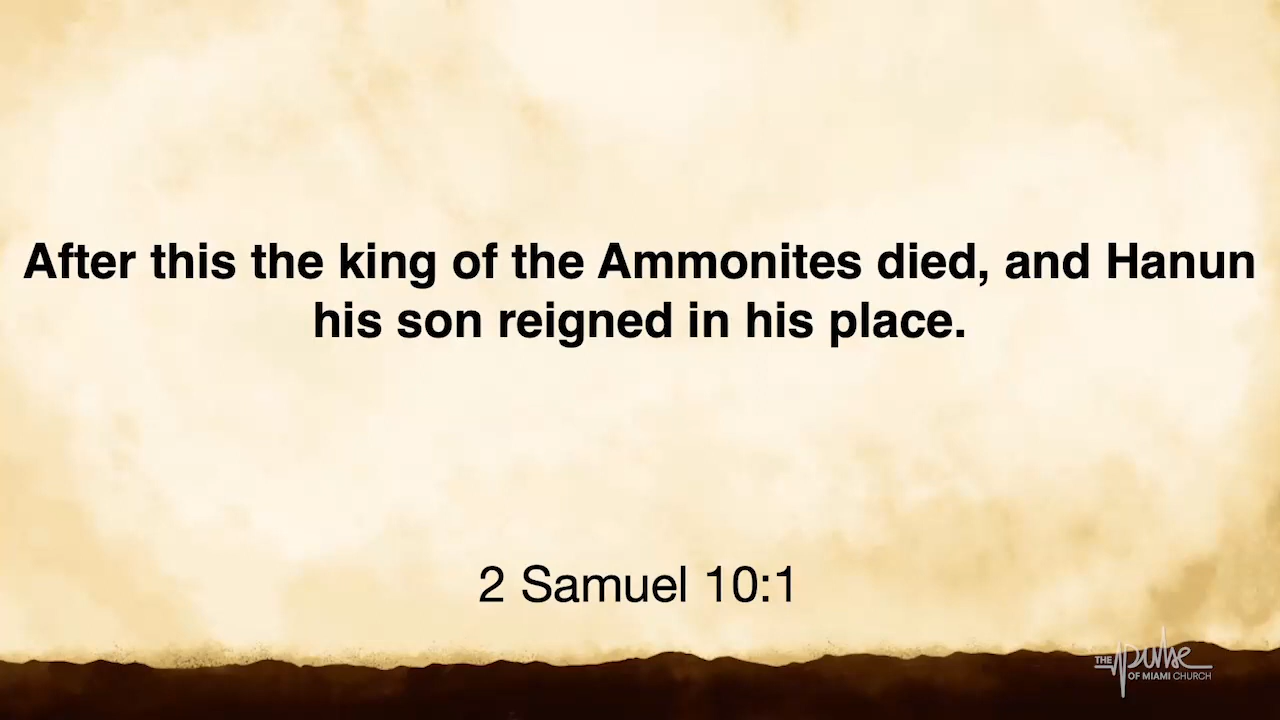 After this the king of the Ammonites died, and Hanun
his son reigned in his place.
2 Samuel 10:1
THE pulse
OF MIAMI CHURCH